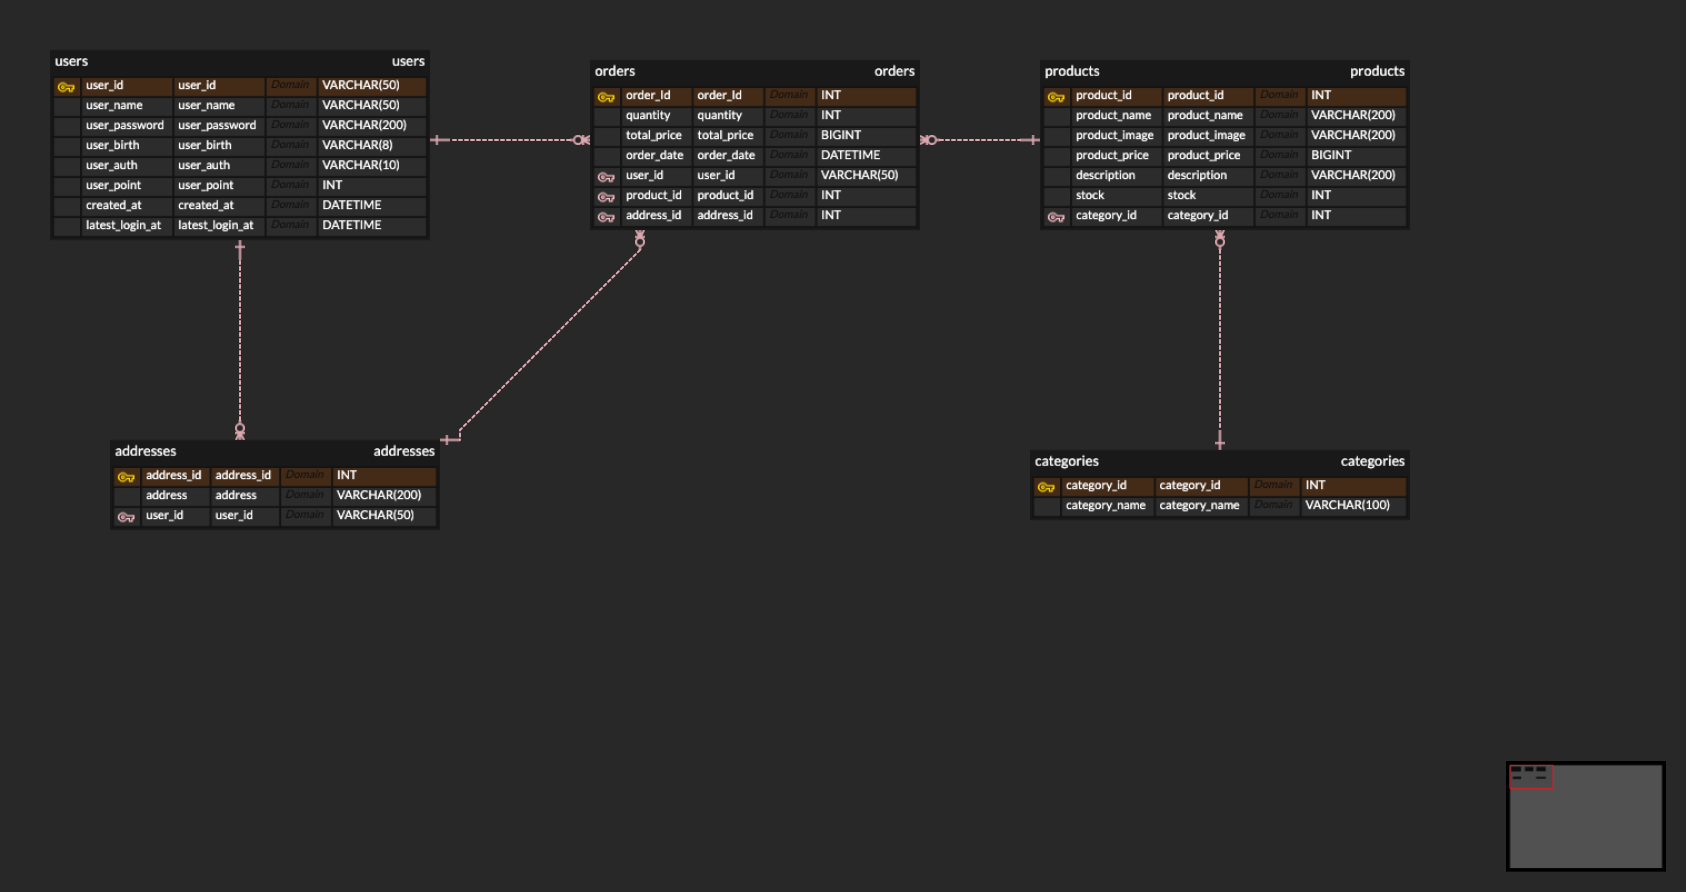 users users
user_id user_id Domain VARCHAR(50)
user_name user_name Domain VARCHAR(50)
user_password user_password Domain VARCHAR(200)
user_birth user_birth Domain VARCHAR(8)
user_auth user_auth Domain VARCHAR(10)
user_point user_point Domain INT
created_at created_at Domain DATETIME
latest_login_at latest_login_at Domain DATETIME
orders orders
order_Id order_Id Domain INT
quantity quantity Domain INT
total_price total_price Domain BIGINT
order_date order_date Domain DATETIME
user_id user_id Domain VARCHAR(50)
product_id product_id Domain INT
address_id address_id Domain INT
products products
product_id product_id Domain INT
product_name product_name Domain VARCHAR(200)
product_image product_image Domain VARCHAR(200)
product_price product_price Domain BIGINT
description description Domain VARCHAR(200)
stock stock Domain INT
category_id category_id Domain INT
addresses addresses
address_id address_id Domain INT
address address Domain VARCHAR(200)
user_id user_id Domain VARCHAR(50)
categories categories
category_id category_id Domain INT
category_name category_name Domain VARCHAR(100)